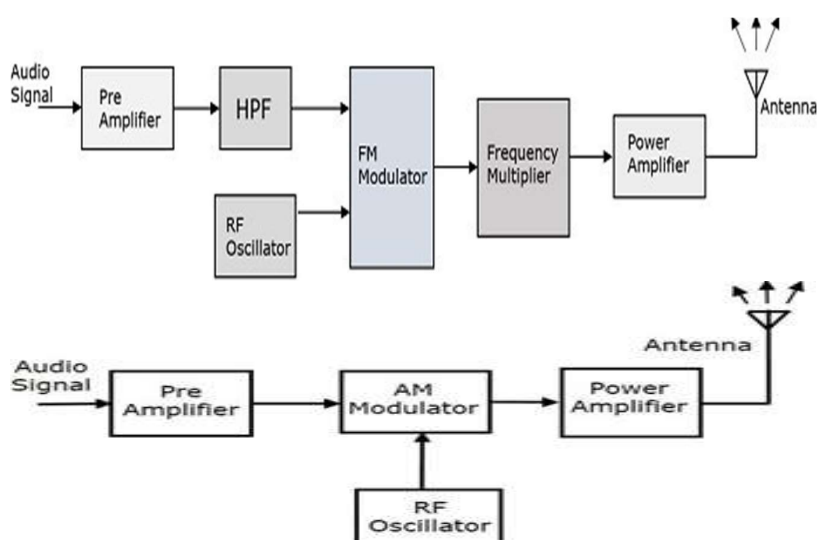 Audio
Signal
Pre
Amplifier
HPF
FM
Modulator
Frequency
Multiplier
Power
Amplifier
Antenna
RF
Oscillator
Antenna
Audio
Signal
Pre
Amplifier
AM
Modulator
Power
Amplifier
RF
Oscillator